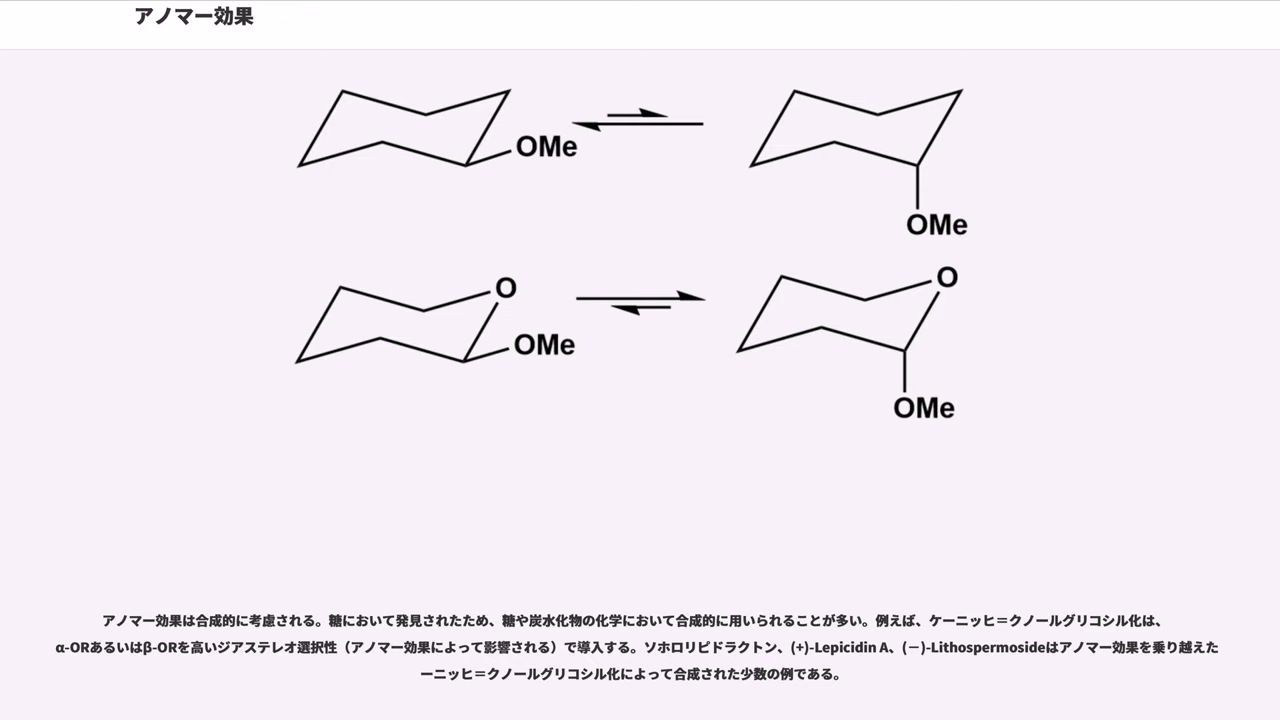 アノマー効果
OMe
OMe
O
OMe
O
OMe
アノマー効果は合成的に考慮される。糖において発見されたため、糖や炭水化物の化学において合成的に用いられることが多い。例えば、ケーニッヒ＝クノールグリコシル化は、
α-ORあるいはβ-ORを高いジアステレオ選択性（アノマー効果によって影響される）で導入する。ソホロリピドラクトン、(+)-Lepicidin A、(－)-Lithospermosideはアノマー効果を乗り越えた
ーニッヒ＝クノールグリコシル化によって合成された少数の例である。